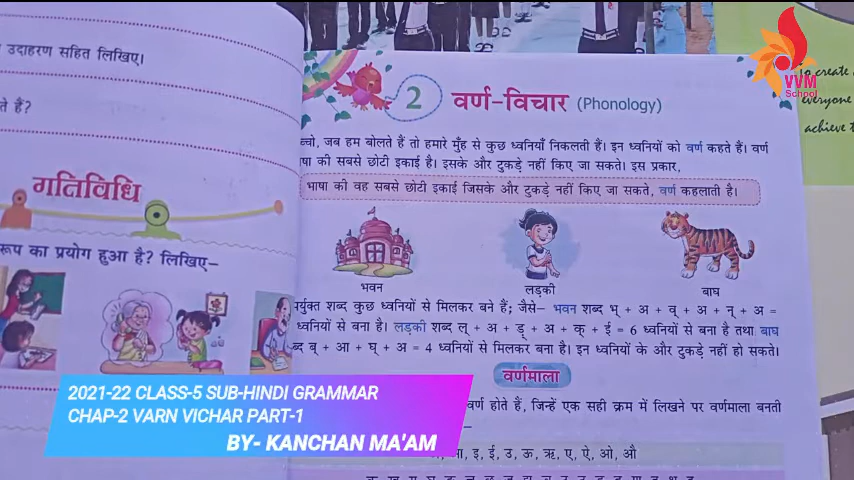 उदाहरण सहित लिखिए।
ते हैं?
गतिविधि
रूप का प्रयोग हुआ है? लिखिए–
2 वर्ण-विचार (Phonology)
च्चो, जब हम बोलते हैं तो हमारे मुँह से कुछ ध्वनियाँ निकलती हैं। इन ध्वनियों को वर्ण कहते हैं। वर्ण
षा की सबसे छोटी इकाई है। इसके और टुकड़े नहीं किए जा सकते। इस प्रकार,
भाषा की वह सबसे छोटी इकाई जिसके और टुकड़े नहीं किए जा सकते, वर्ण कहलाती है।
भवन लड़की बाघ
र्युक्त शब्द कुछ ध्वनियों से मिलकर बने हैं; जैसे– भवन शब्द भ् + अ + व् + अ + न् + अ =
ध्वनियों से बना है। लड़की शब्द ल् + अ + ड़् + अ + क् + ई = 6 ध्वनियों से बना है तथा बाघ
ब्द ब् + आ + घ् + अ = 4 ध्वनियों से मिलकर बना है। इन ध्वनियों के और टुकड़े नहीं हो सकते।
वर्णमाला
वर्ण होते हैं, जिन्हें एक सही क्रम में लिखने पर वर्णमाला बनती
इ, ई, उ, ऊ, ऋ, ए, ऐ, ओ, औ
VVM
School
to create
everyone
achieve t
2021-22 CLASS-5 SUB-HINDI GRAMMAR
CHAP-2 VARN VICHAR PART-1
BY- KANCHAN MA'AM